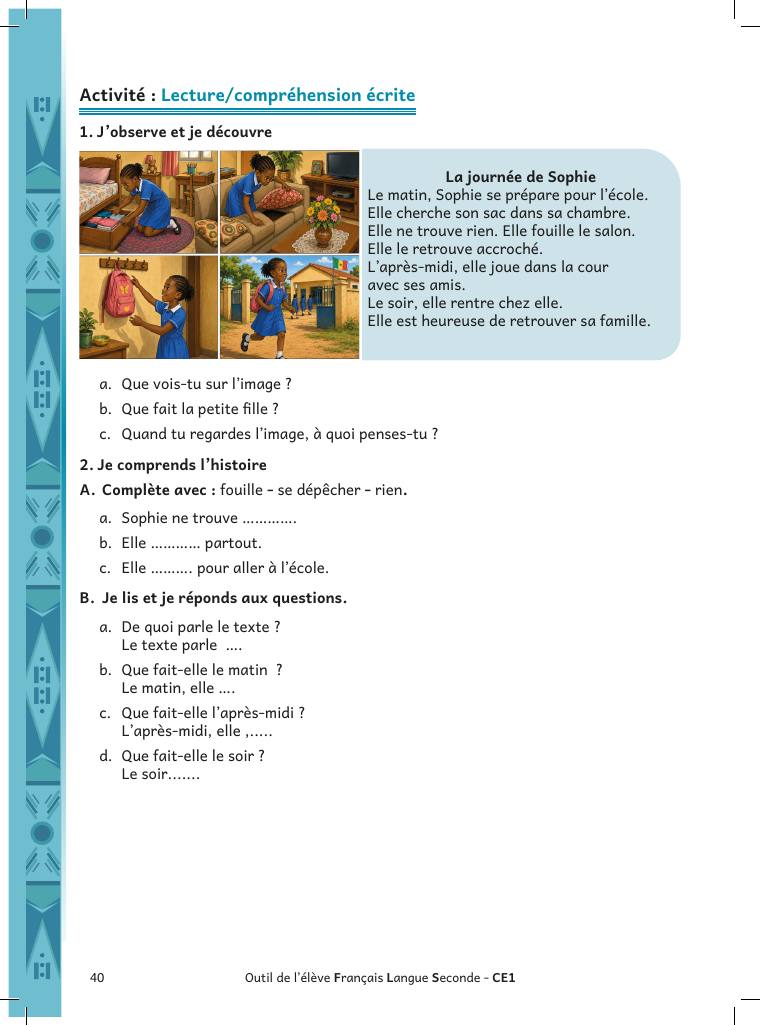 Activité : Lecture/compréhension écrite
1. J'observe et je découvre
La journée de Sophie
Le matin, Sophie se prépare pour l'école.
Elle cherche son sac dans sa chambre.
Elle ne trouve rien. Elle fouille le salon.
Elle le retrouve accroché.
L'après-midi, elle joue dans la cour
avec ses amis.
Le soir, elle rentre chez elle.
Elle est heureuse de retrouver sa famille.
a. Que vois-tu sur l'image ?
b. Que fait la petite fille ?
c. Quand tu regardes l'image, à quoi penses-tu ?
2. Je comprends l'histoire
A. Complète avec : fouille - se dépêcher - rien.
a. Sophie ne trouve .............
b. Elle ........... partout.
c. Elle .......... pour aller à l'école.
B. Je lis et je réponds aux questions.
a. De quoi parle le texte ?
Le texte parle ....
b. Que fait-elle le matin ?
Le matin, elle ....
c. Que fait-elle l'après-midi ?
L'après-midi, elle ,.....
d. Que fait-elle le soir ?
Le soir.......
40
Outil de l'élève Français Langue Seconde - CE1